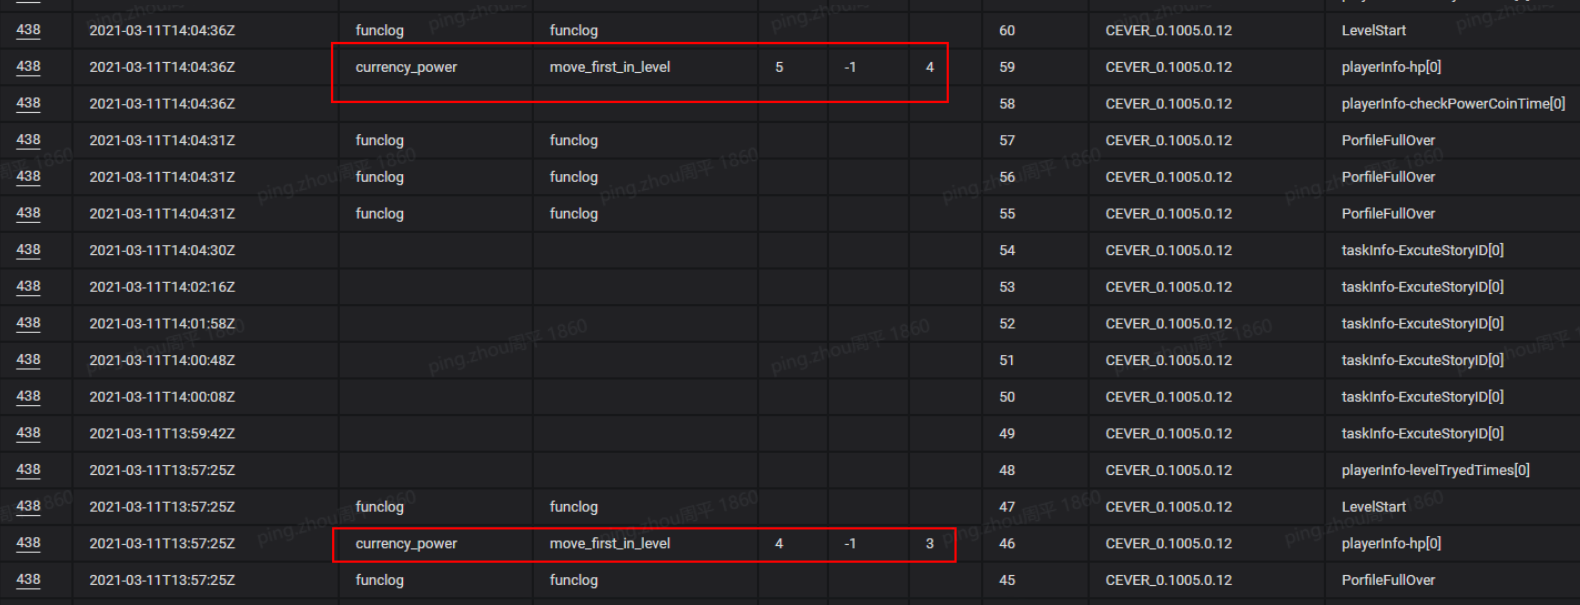 438 2021-03-11T14:04:36Z funclog funclog 60 CEVER_0.1005.0.12 LevelStart
438 2021-03-11T14:04:36Z currency_power move_first_in_level 5 -1 4 59 CEVER_0.1005.0.12 playerInfo-hp[0]
438 2021-03-11T14:04:36Z 58 CEVER_0.1005.0.12 playerInfo-checkPowerCoinTime[0]
438 2021-03-11T14:04:31Z funclog funclog 57 CEVER_0.1005.0.12 PorfileFullOver
438 2021-03-11T14:04:31Z funclog funclog 56 CEVER_0.1005.0.12 PorfileFullOver
438 2021-03-11T14:04:31Z funclog funclog 55 CEVER_0.1005.0.12 PorfileFullOver
438 2021-03-11T14:04:30Z 54 CEVER_0.1005.0.12 taskInfo-ExcuteStoryID[0]
438 2021-03-11T14:02:16Z 53 CEVER_0.1005.0.12 taskInfo-ExcuteStoryID[0]
438 2021-03-11T14:01:58Z 52 CEVER_0.1005.0.12 taskInfo-ExcuteStoryID[0]
438 2021-03-11T14:00:48Z 51 CEVER_0.1005.0.12 taskInfo-ExcuteStoryID[0]
438 2021-03-11T14:00:08Z 50 CEVER_0.1005.0.12 taskInfo-ExcuteStoryID[0]
438 2021-03-11T13:59:42Z 49 CEVER_0.1005.0.12 taskInfo-ExcuteStoryID[0]
438 2021-03-11T13:57:25Z 48 CEVER_0.1005.0.12 playerInfo-levelTryedTimes[0]
438 2021-03-11T13:57:25Z funclog funclog 47 CEVER_0.1005.0.12 LevelStart
438 2021-03-11T13:57:25Z currency_power move_first_in_level 4 -1 3 46 CEVER_0.1005.0.12 playerInfo-hp[0]
438 2021-03-11T13:57:25Z funclog funclog 45 CEVER_0.1005.0.12 PorfileFullOver
ping.zhou周平 1860